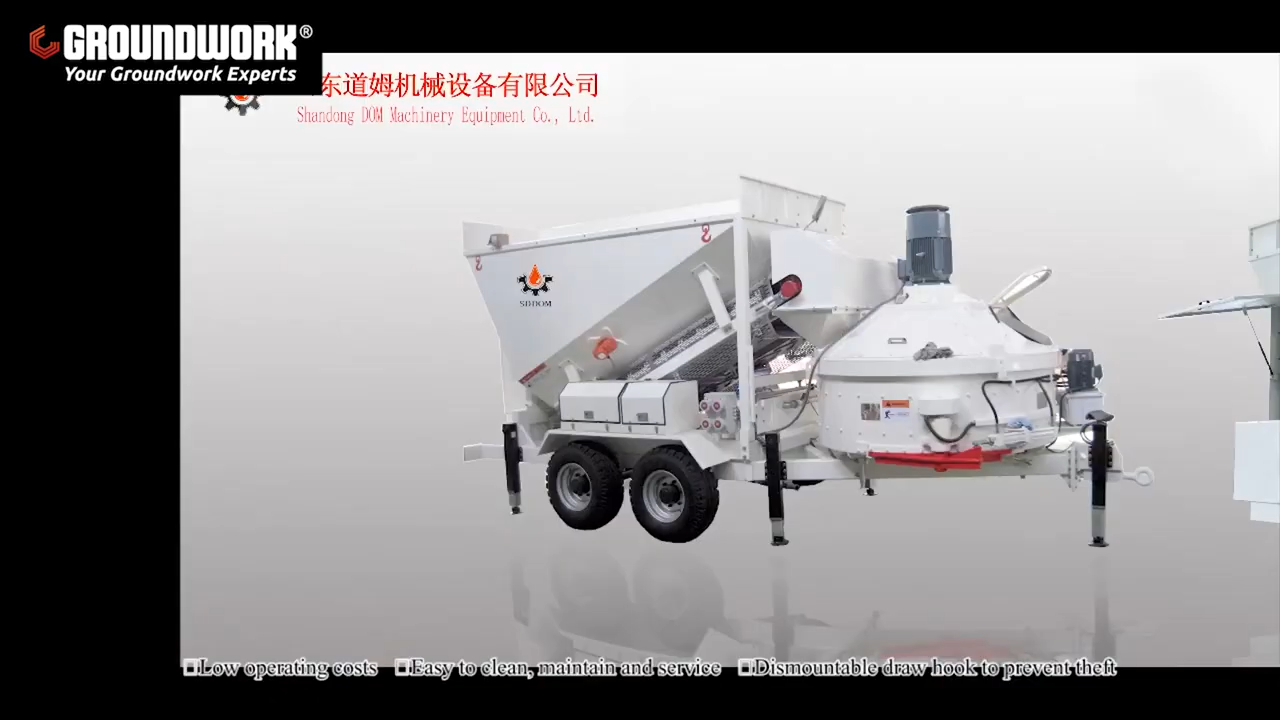 GROUNDWORK®
Your Groundwork Experts
东道姆机械设备有限公司
Shandong DOM Machinery Equipment Co., Ltd.
SDDOM
□Low operating costs □Easy to clean, maintain and service □Dismountable draw hook to prevent theft